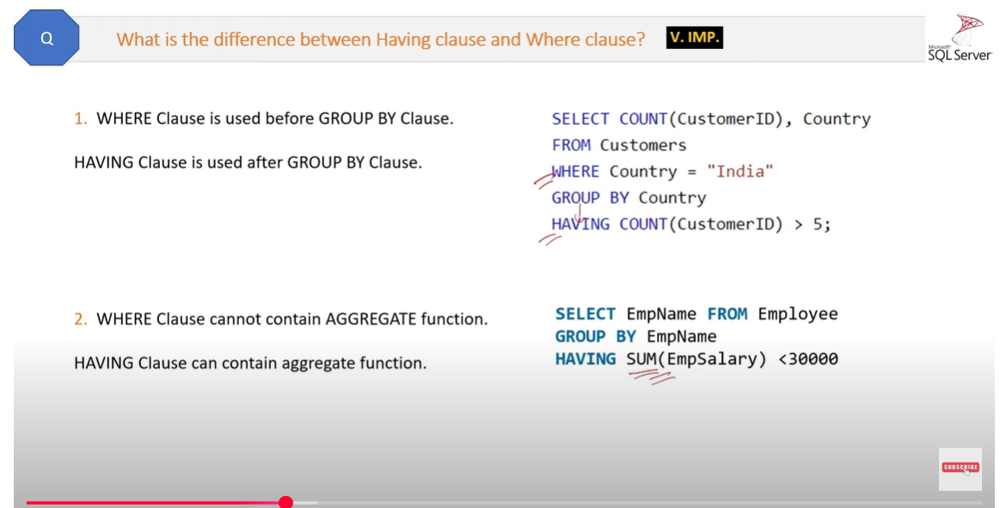 Q
What is the difference between Having clause and Where clause?
V. IMP.
Microsoft®
SQL Server
1. WHERE Clause is used before GROUP BY Clause.
HAVING Clause is used after GROUP BY Clause.
SELECT COUNT(CustomerID), Country
FROM Customers
WHERE Country = "India"
GROUP BY Country
HAVING COUNT(CustomerID) > 5;
2. WHERE Clause cannot contain AGGREGATE function.
HAVING Clause can contain aggregate function.
SELECT EmpName FROM Employee
GROUP BY EmpName
HAVING SUM(EmpSalary) <30000
SUBSCRIBE